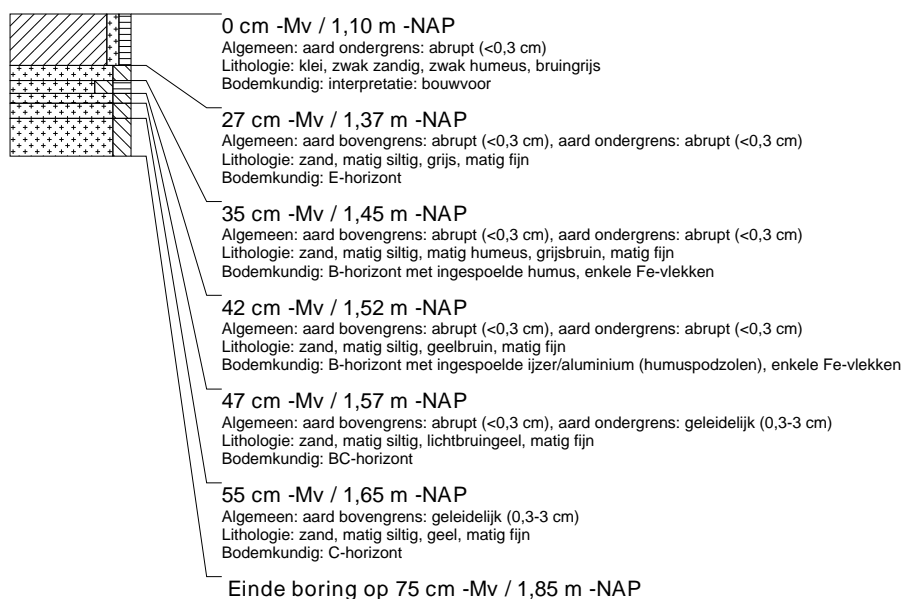 0 cm -Mv / 1,10 m -NAP
Algemeen: aard ondergrens: abrupt (<0,3 cm)
Lithologie: klei, zwak zandig, zwak humeus, bruingrijs
Bodemkundig: interpretatie: bouwvoor
27 cm -Mv / 1,37 m -NAP
Algemeen: aard bovengrens: abrupt (<0,3 cm), aard ondergrens: abrupt (<0,3 cm)
Lithologie: zand, matig siltig, grijs, matig fijn
Bodemkundig: E-horizont
35 cm -Mv / 1,45 m -NAP
Algemeen: aard bovengrens: abrupt (<0,3 cm), aard ondergrens: abrupt (<0,3 cm)
Lithologie: zand, matig siltig, matig humeus, grijsbruin, matig fijn
Bodemkundig: B-horizont met ingespoelde humus, enkele Fe-vlekken
42 cm -Mv / 1,52 m -NAP
Algemeen: aard bovengrens: abrupt (<0,3 cm), aard ondergrens: abrupt (<0,3 cm)
Lithologie: zand, matig siltig, geelbruin, matig fijn
Bodemkundig: B-horizont met ingespoelde ijzer/aluminium (humuspodzolen), enkele Fe-vlekken
47 cm -Mv / 1,57 m -NAP
Algemeen: aard bovengrens: abrupt (<0,3 cm), aard ondergrens: geleidelijk (0,3-3 cm)
Lithologie: zand, matig siltig, lichtbruingeel, matig fijn
Bodemkundig: BC-horizont
55 cm -Mv / 1,65 m -NAP
Algemeen: aard bovengrens: geleidelijk (0,3-3 cm)
Lithologie: zand, matig siltig, geel, matig fijn
Bodemkundig: C-horizont
Einde boring op 75 cm -Mv / 1,85 m -NAP